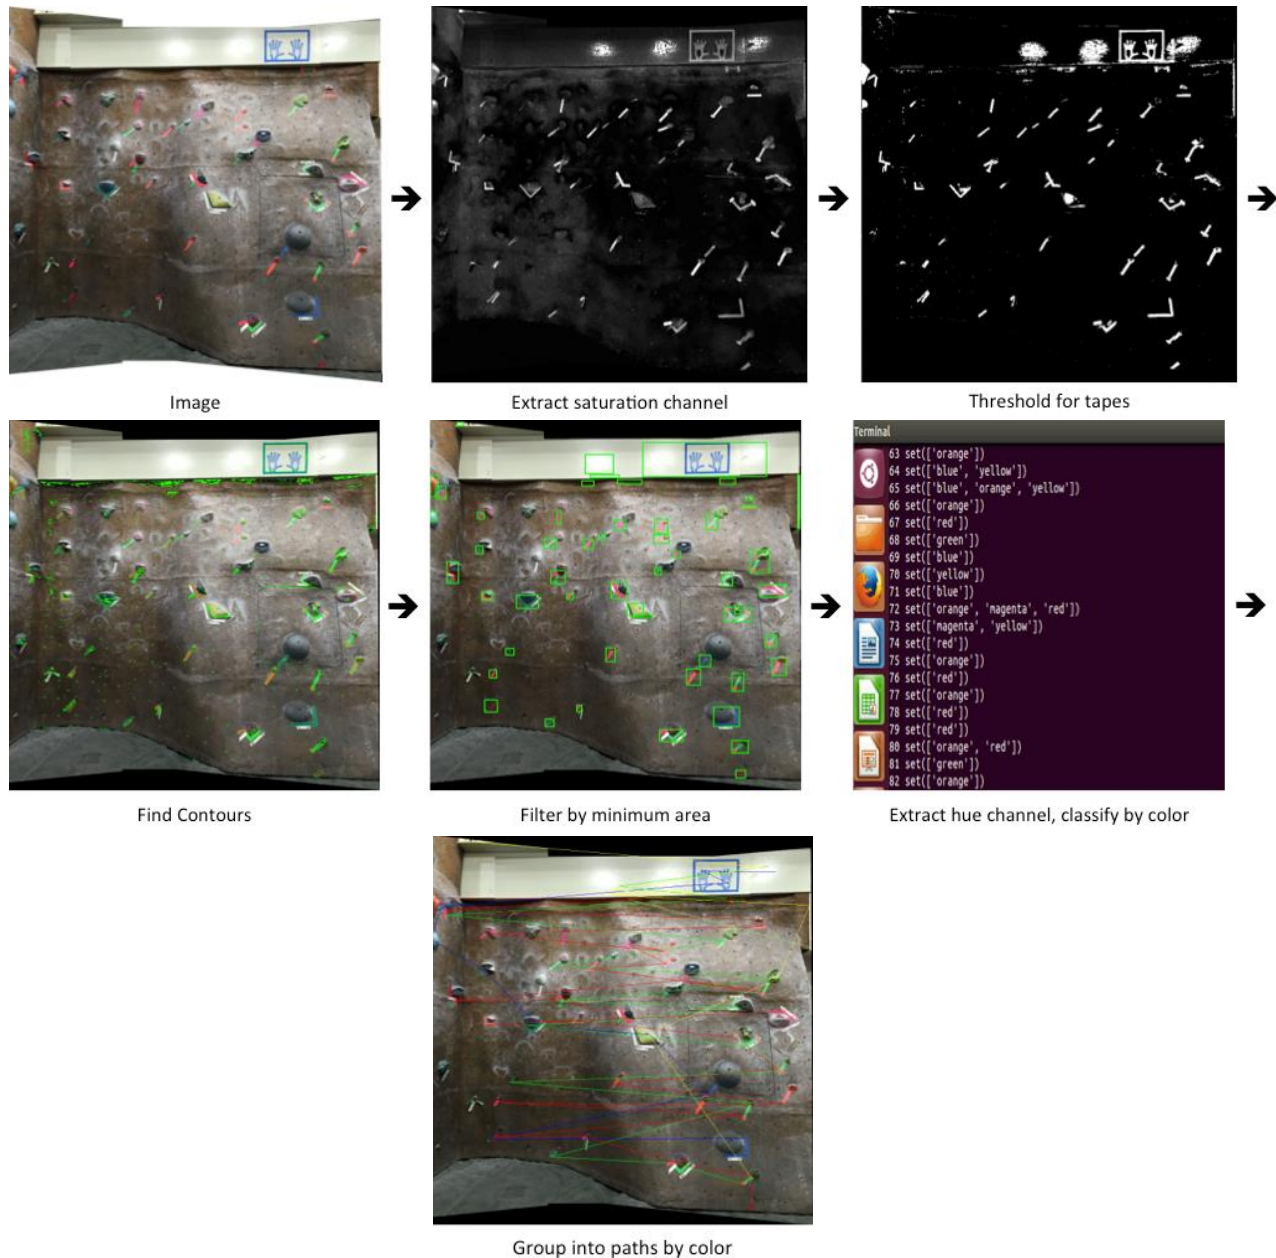 Image
Extract saturation channel
Threshold for tapes
Terminal
63 set(['orange'])
64 set(['blue', 'yellow'])
65 set(['blue', 'orange', 'yellow'])
66 set(['orange'])
67 set(['red'])
68 set(['green'])
69 set(['blue'])
70 set(['yellow'])
71 set(['blue'])
72 set(['orange', 'magenta', 'red'])
73 set(['magenta', 'yellow'])
74 set(['red'])
75 set(['orange'])
76 set(['red'])
77 set(['orange'])
78 set(['red'])
79 set(['red'])
80 set(['orange', 'red'])
81 set(['green'])
82 set(['orange'])
Find Contours
Filter by minimum area
Extract hue channel, classify by color
Group into paths by color